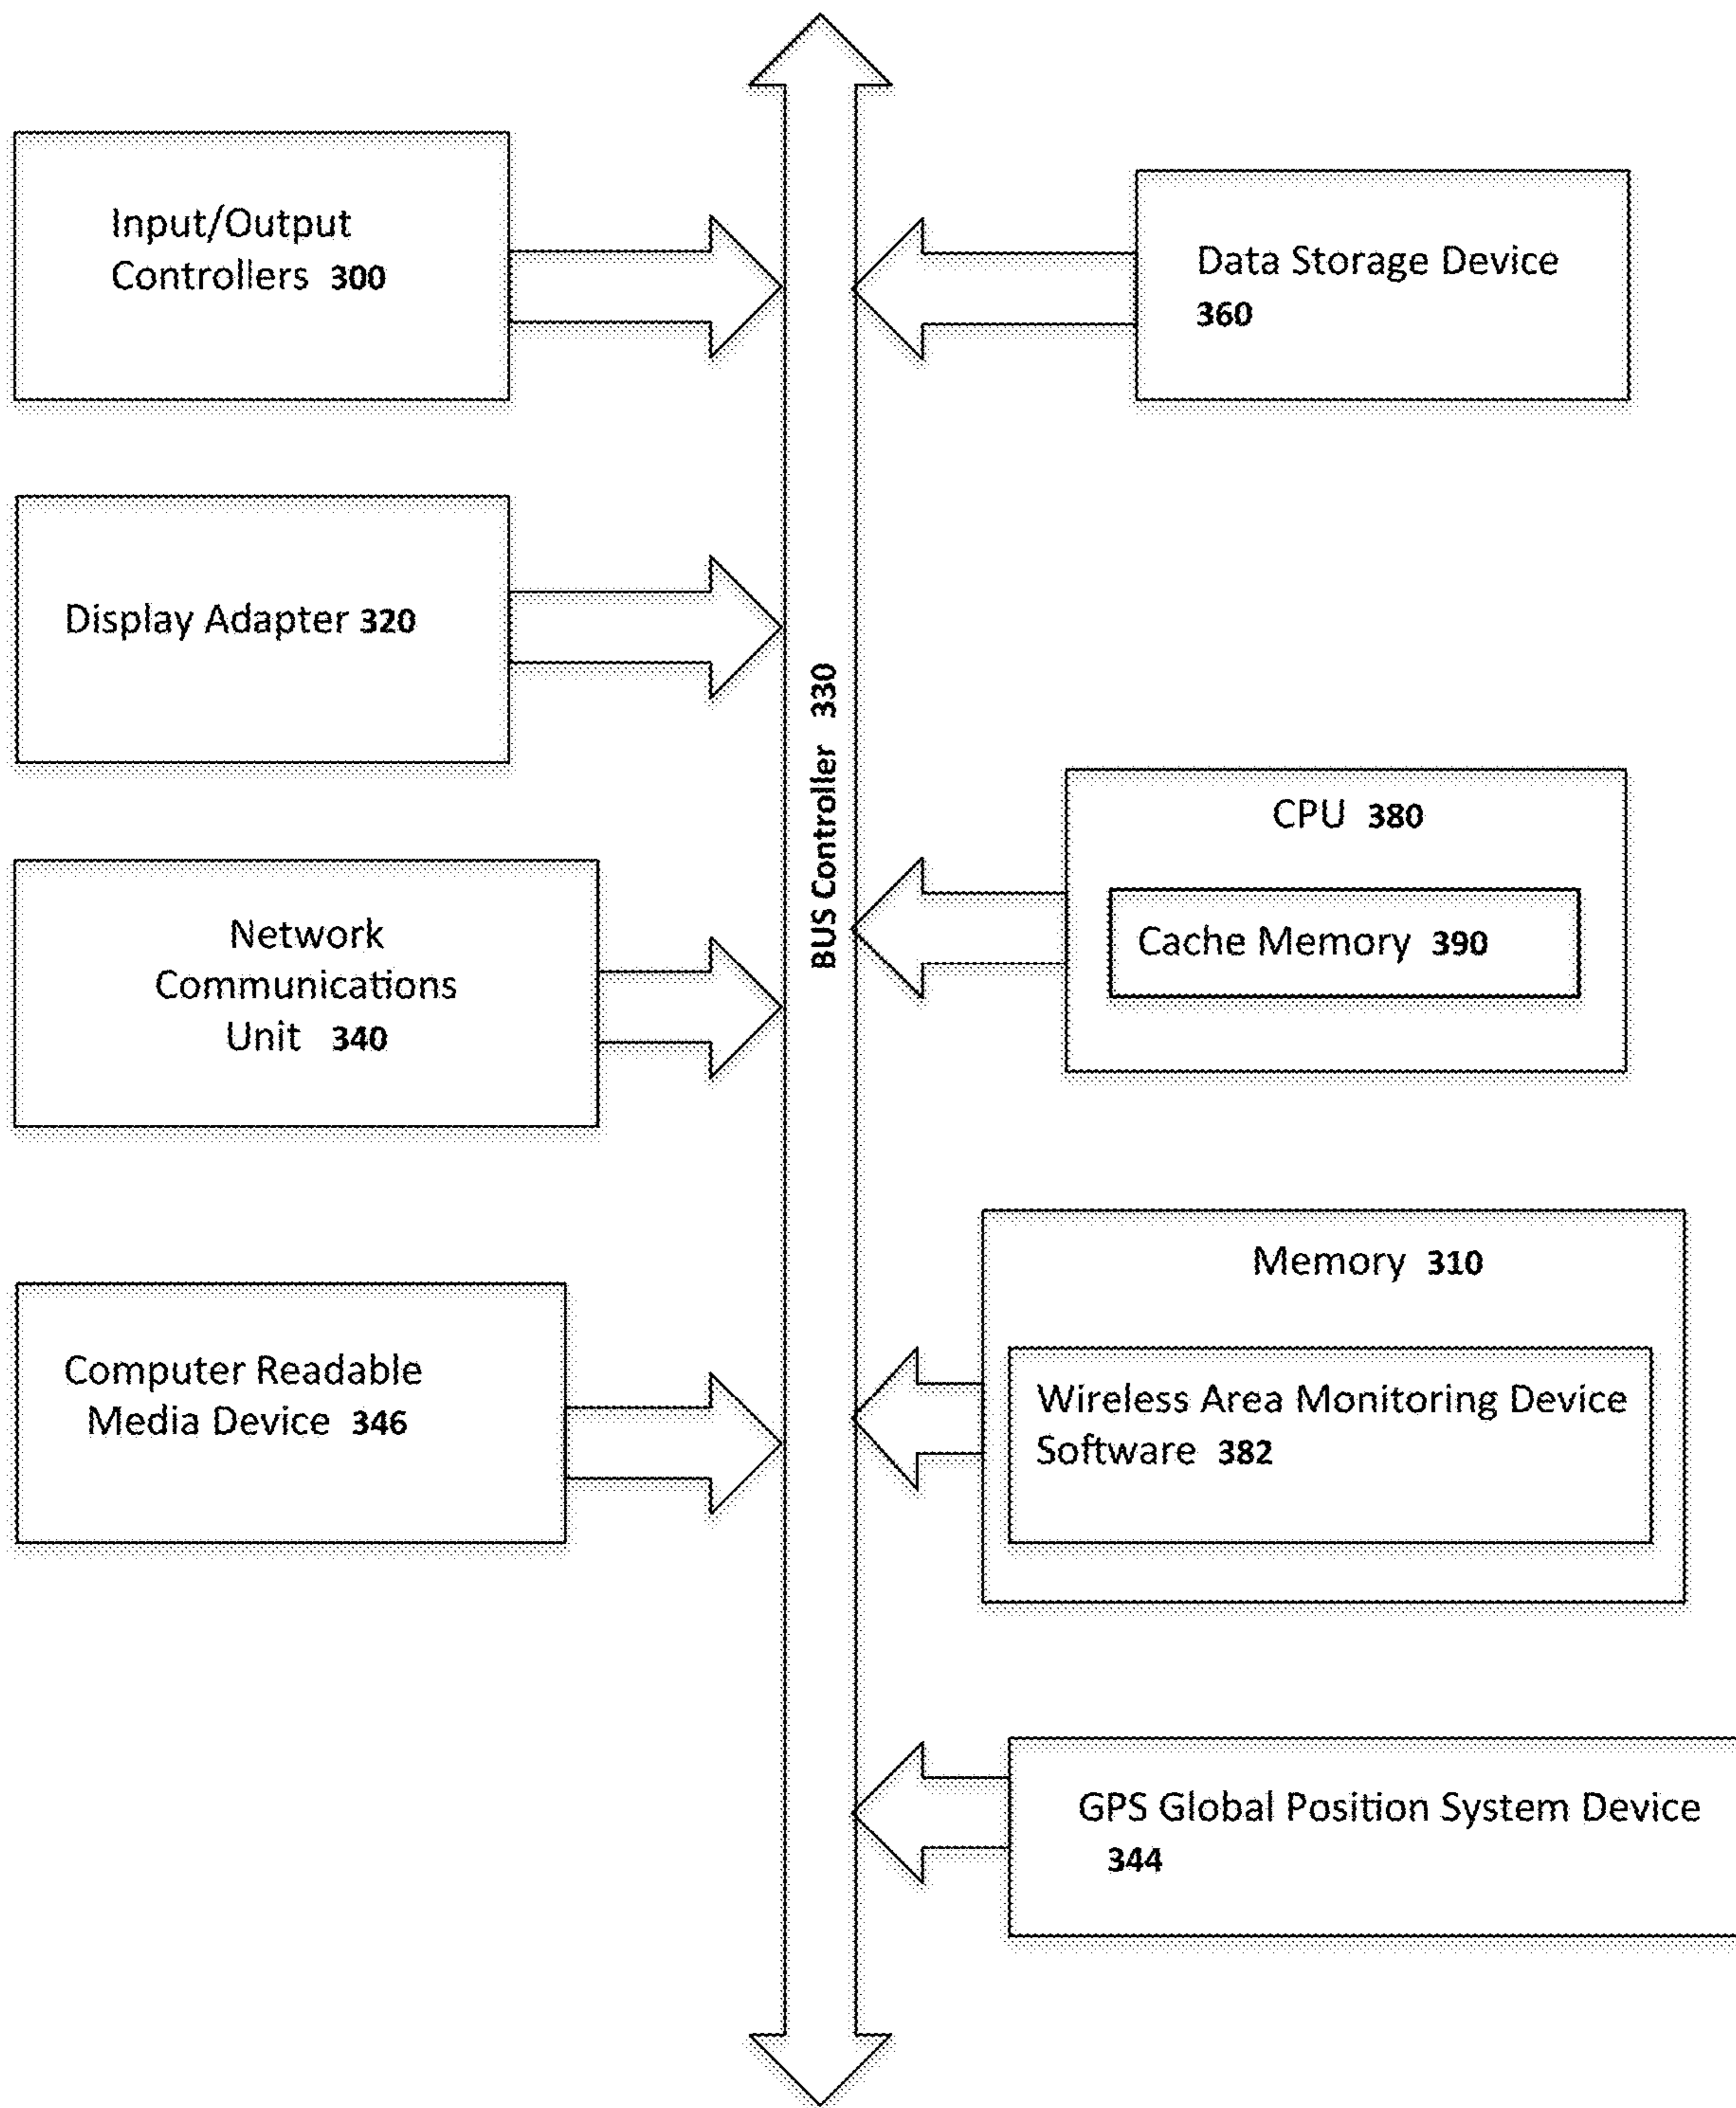 Input/Output
Controllers 300
Display Adapter 320
Network
Communications
Unit 340
Computer Readable
Media Device 346
BUS Controller 330
Data Storage Device
360
CPU 380
Cache Memory 390
Memory 310
Wireless Area Monitoring Device
Software 382
GPS Global Position System Device
344